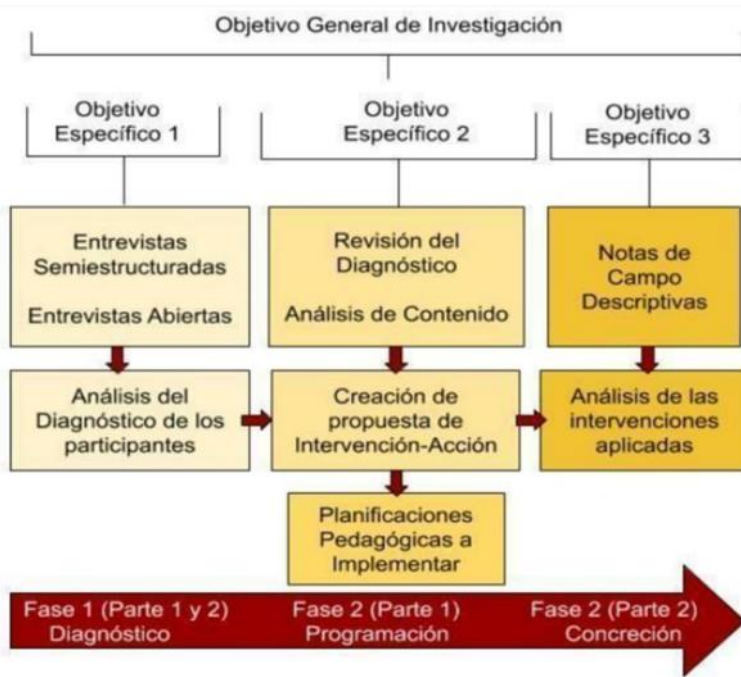 Objetivo General de Investigación
Objetivo
Específico 1
Objetivo
Específico 2
Objetivo
Específico 3
Entrevistas
Semiestructuradas
Entrevistas Abiertas
Revisión del
Diagnóstico
Análisis de Contenido
Notas de
Campo
Descriptivas
Análisis del
Diagnóstico de los
participantes
Creación de
propuesta de
Intervención-Acción
Análisis de las
intervenciones
aplicadas
Planificaciones
Pedagógicas a
Implementar
Fase 1 (Parte 1 y 2)
Diagnóstico
Fase 2 (Parte 1)
Programación
Fase 2 (Parte 2)
Concreción